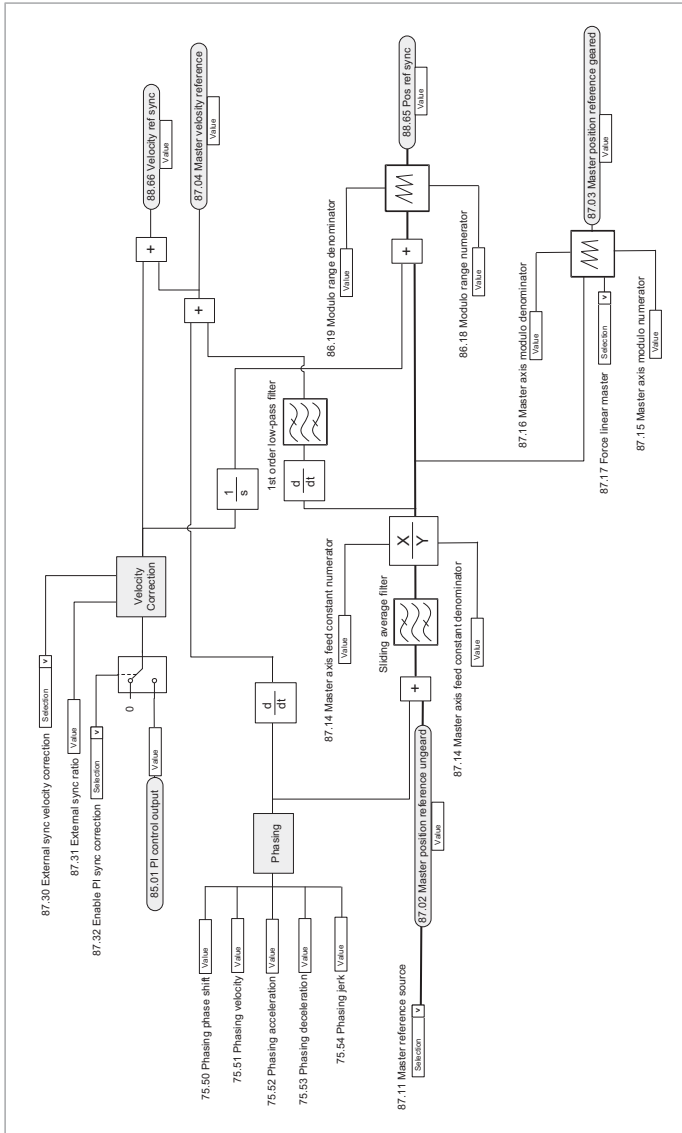 87.30 External sync velocity correction
Selection
v
87.31 External sync ratio
Value
87.32 Enable PI sync correction
Selection
v
0
85.01 PI control output
Value
Velocity
Correction
88.66 Velocity ref sync
Value
+
87.04 Master velosity reference
Value
+
1
s
75.50 Phasing phase shift
Value
75.51 Phasing velocity
Value
75.52 Phasing acceleration
Value
75.53 Phasing deceleration
Value
75.54 Phasing jerk
Value
Phasing
d
dt
1st order low-pass filter
d
dt
87.11 Master reference source
Selection
v
87.02 Master position reference ungeard
Value
+
Sliding average filter
87.14 Master axis feed constant numerator
Value
X
Y
87.14 Master axis feed constant denominator
Value
86.19 Modulo range denominator
Value
+
88.65 Pos ref sync
Value
86.18 Modulo range numerator
Value
87.16 Master axis modulo denominator
Value
87.17 Force linear master
Selection
v
87.15 Master axis modulo numerator
Value
87.03 Master position reference geared
Value